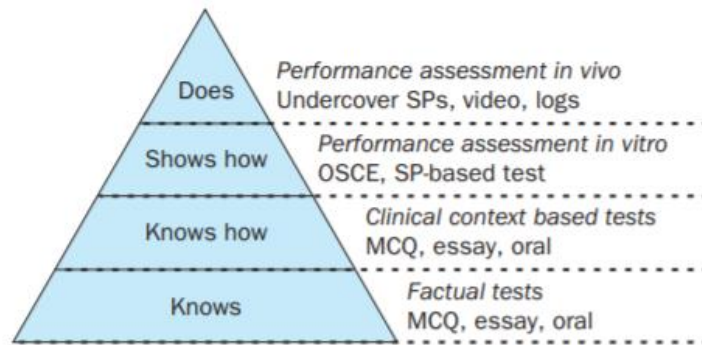 Does
Performance assessment in vivo
Undercover SPs, video, logs
Shows how
Performance assessment in vitro
OSCE, SP-based test
Knows how
Clinical context based tests
MCQ, essay, oral
Knows
Factual tests
MCQ, essay, oral